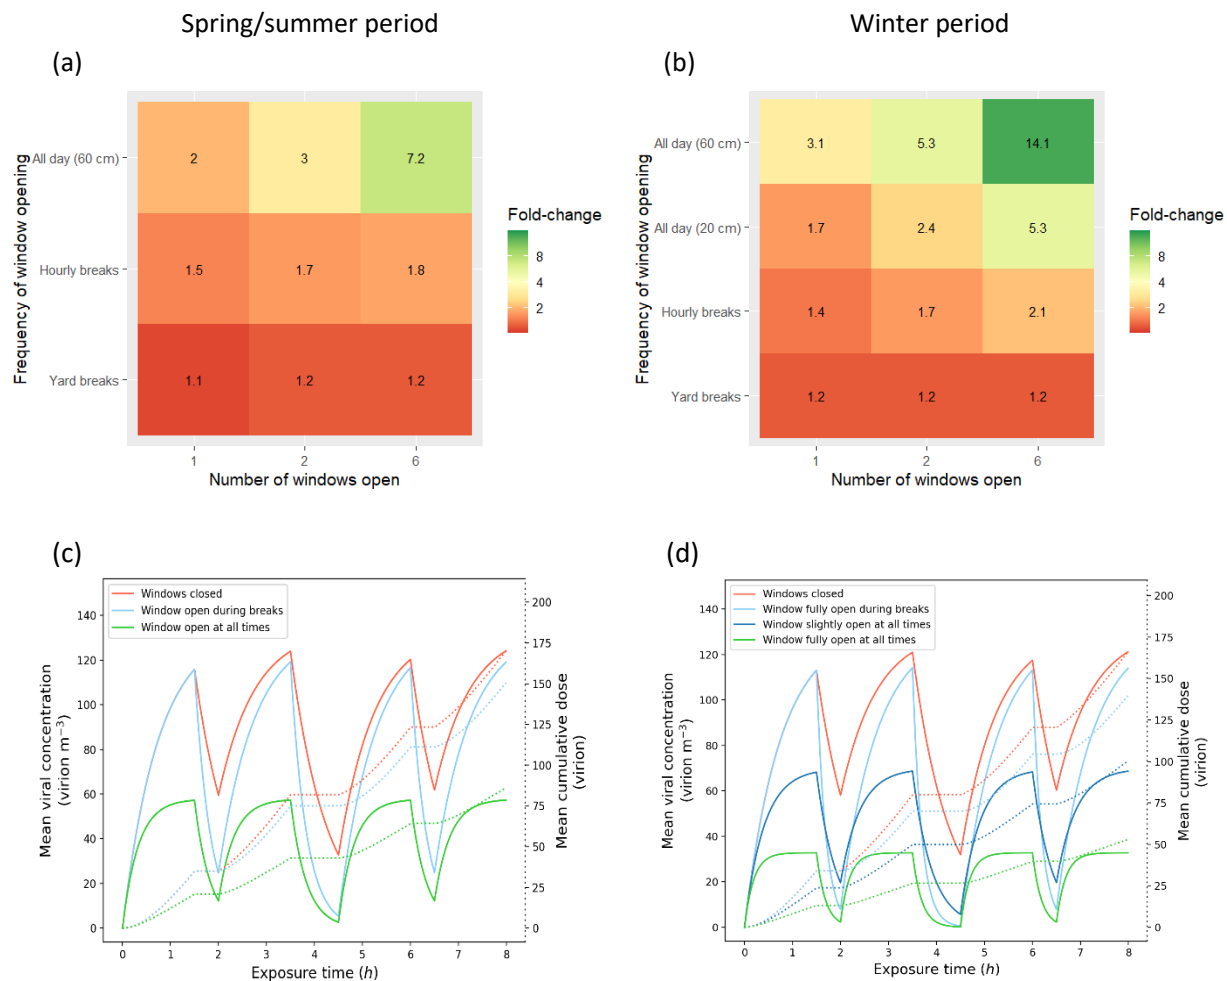 Spring/summer period
Winter period
(a)
Frequency of window opening
All day (60 cm)
Hourly breaks
Yard breaks
2
3
7.2
1.5
1.7
1.8
1.1
1.2
1.2
1
2
6
Number of windows open
Fold-change
8
4
2
(b)
Frequency of window opening
All day (60 cm)
All day (20 cm)
Hourly breaks
Yard breaks
3.1
5.3
14.1
1.7
2.4
5.3
1.4
1.7
2.1
1.2
1.2
1.2
1
2
6
Number of windows open
Fold-change
8
4
2
(c)
Mean viral concentration
(virion m⁻³)
140
120
100
80
60
40
20
0
Windows closed
Window open during breaks
Window open at all times
200
175
150
125
100
75
50
25
0
Mean cumulative dose
(virion)
0
1
2
3
4
5
6
7
8
Exposure time (h)
(d)
Mean viral concentration
(virion m⁻³)
140
120
100
80
60
40
20
0
Windows closed
Window fully open during breaks
Window slightly open at all times
Window fully open at all times
200
175
150
125
100
75
50
25
0
Mean cumulative dose
(virion)
0
1
2
3
4
5
6
7
8
Exposure time (h)